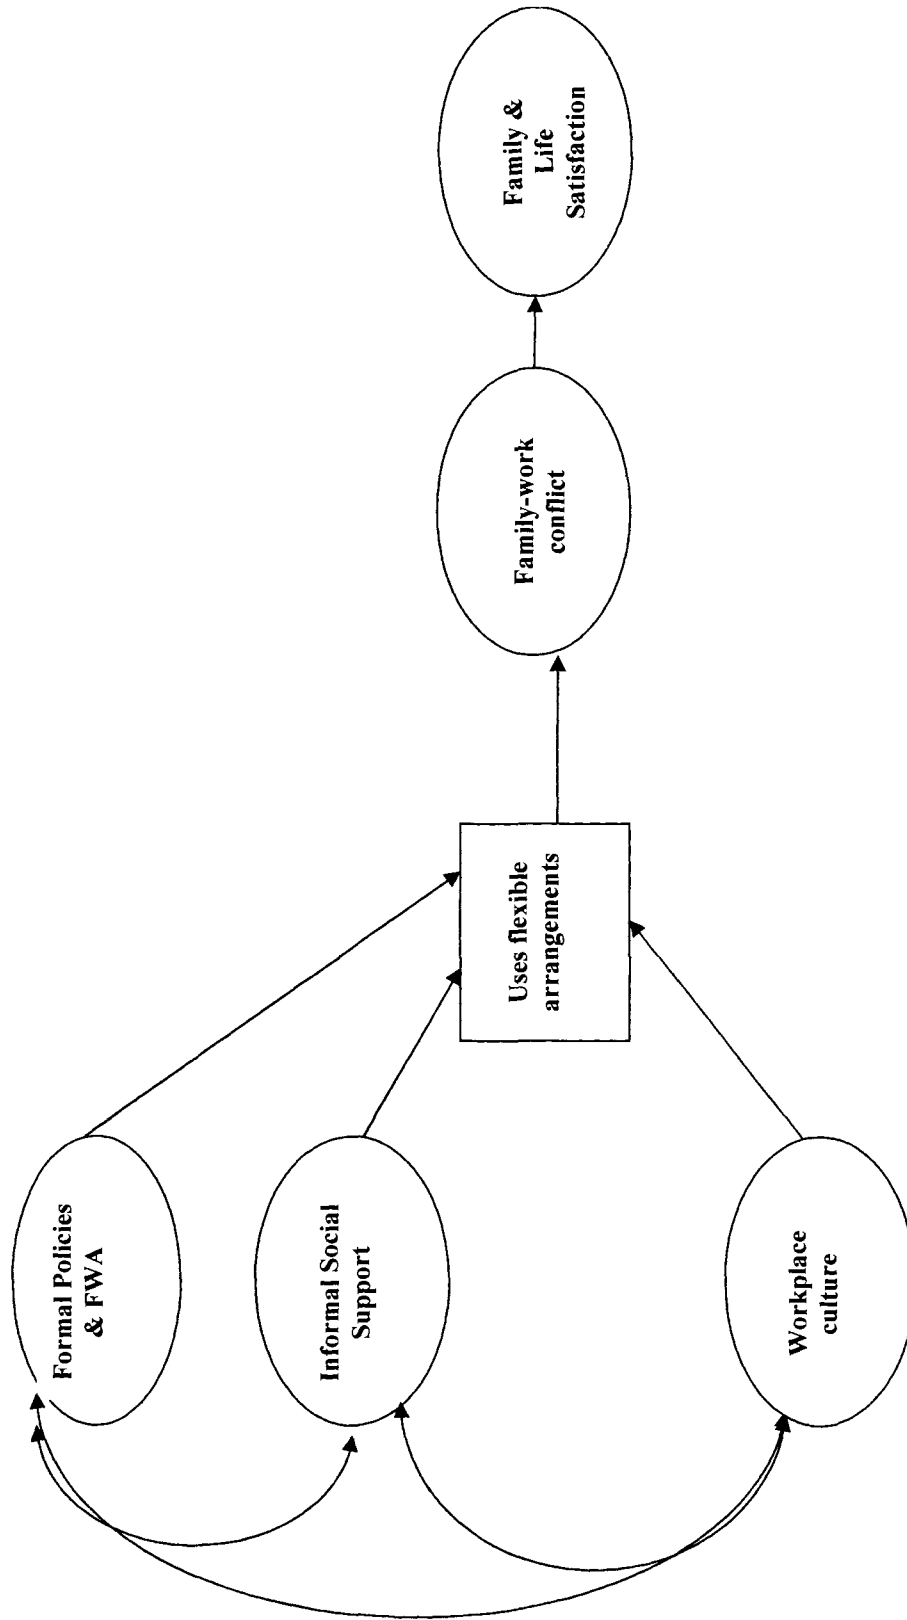 Formal Policies
& FWA
Informal Social
Support
Workplace
culture
Uses flexible
arrangements
Family-work
conflict
Family &
Life
Satisfaction